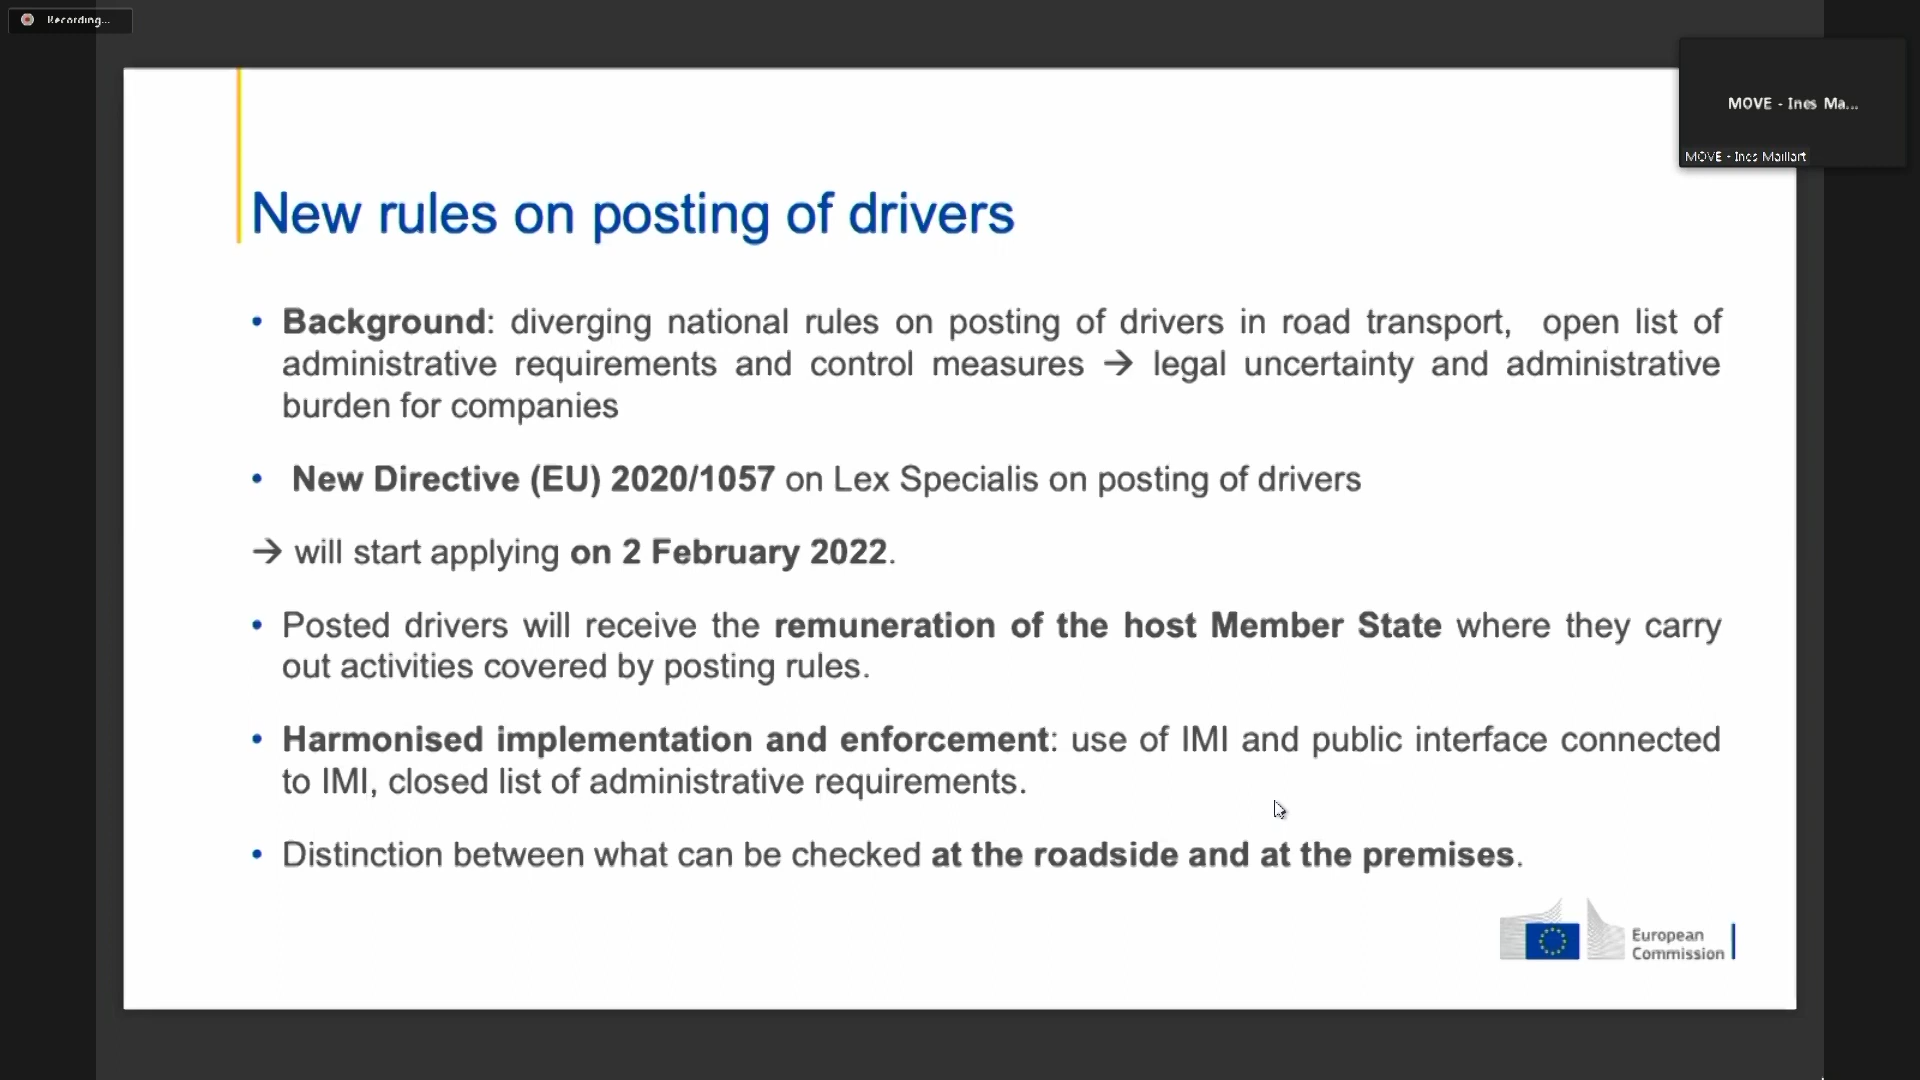 Recording...
MOVE - Ines Ma...
MOVE - Ines Maillart
New rules on posting of drivers
• Background: diverging national rules on posting of drivers in road transport, open list of
administrative requirements and control measures → legal uncertainty and administrative
burden for companies
• New Directive (EU) 2020/1057 on Lex Specialis on posting of drivers
→ will start applying on 2 February 2022.
• Posted drivers will receive the remuneration of the host Member State where they carry
out activities covered by posting rules.
• Harmonised implementation and enforcement: use of IMI and public interface connected
to IMI, closed list of administrative requirements.
• Distinction between what can be checked at the roadside and at the premises.
European
Commission